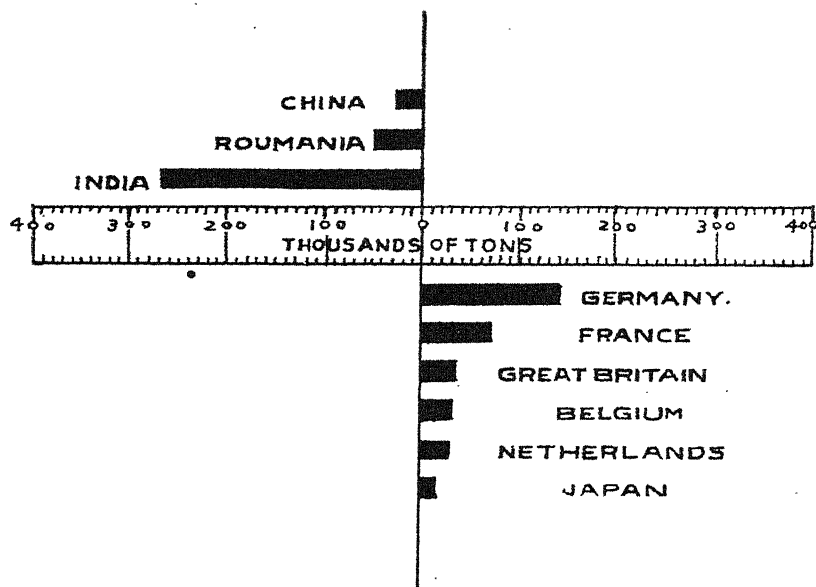 CHINA
ROUMANIA
INDIA
400 300 200 100 0 100 200 300 400
THOUSANDS OF TONS
GERMANY.
FRANCE
GREAT BRITAIN
BELGIUM
NETHERLANDS
JAPAN